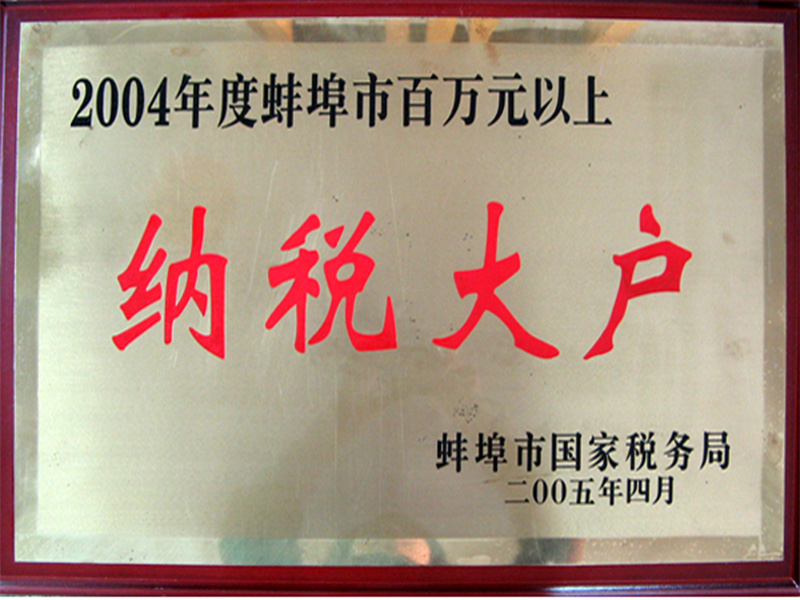 2004年度蚌埠市百万元以上
纳税大户
蚌埠市国家税务局
二00五年四月